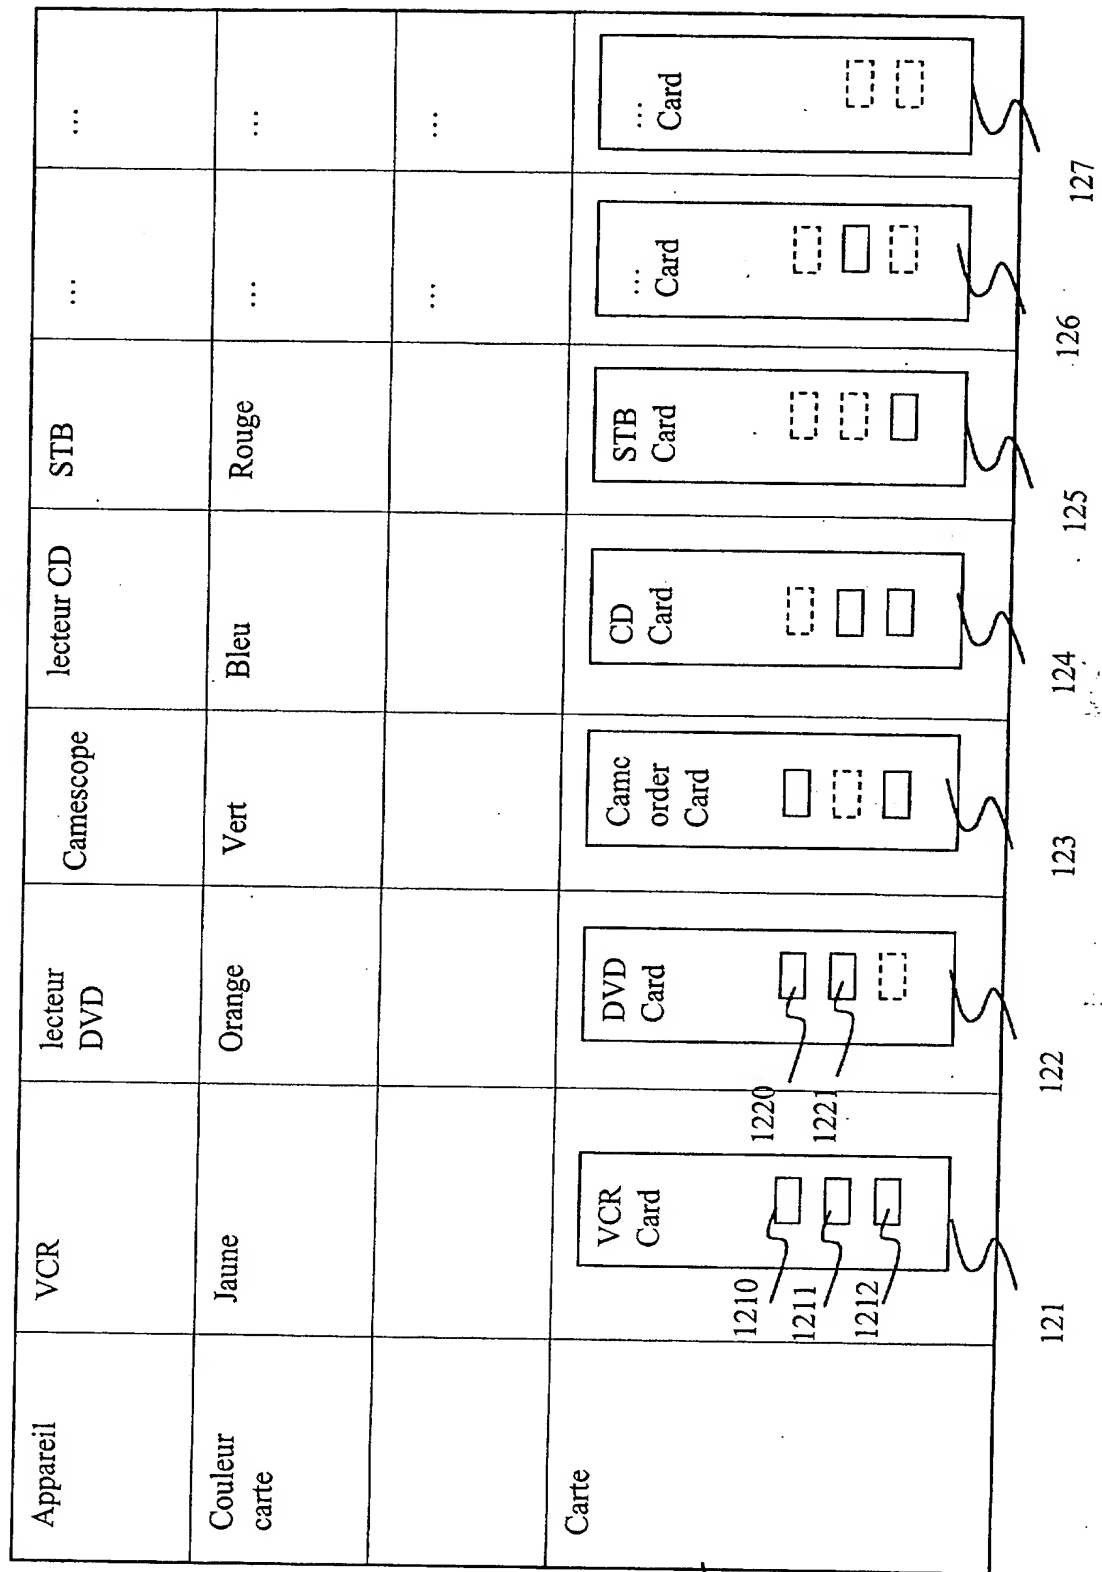 Appareil
VCR
lecteur
DVD
Camescope
lecteur CD
STB
...
...
Couleur
carte
Jaune
Orange
Vert
Bleu
Rouge
...
...
...
...
Carte
VCR
Card
1210
1211
1212
DVD
Card
1220
1221
Camc
order
Card
CD
Card
STB
Card
...
Card
...
Card
121
122
123
124
125
126
127